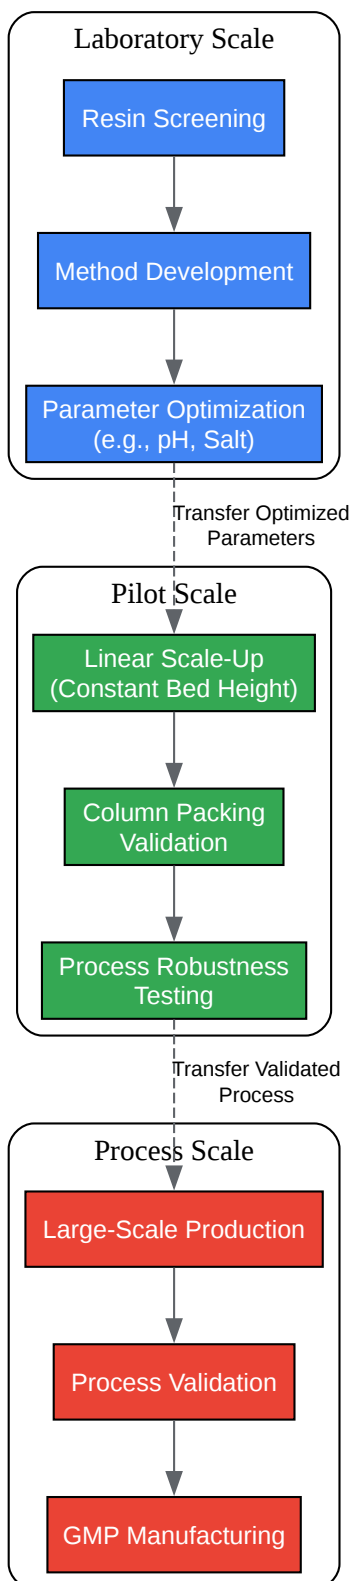 Laboratory Scale
Resin Screening
Method Development
Parameter Optimization
(e.g., pH, Salt)
Transfer Optimized
Parameters
Pilot Scale
Linear Scale-Up
(Constant Bed Height)
Column Packing
Validation
Process Robustness
Testing
Transfer Validated
Process
Process Scale
Large-Scale Production
Process Validation
GMP Manufacturing